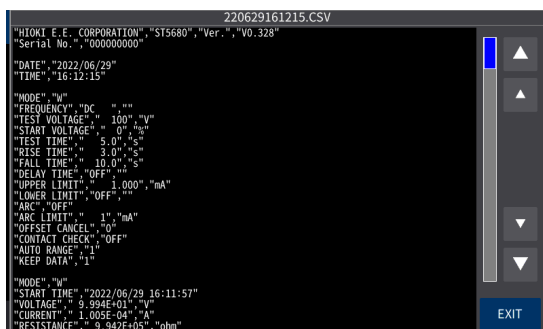 220629161215.CSV
"HIOKI E.E. CORPORATION","ST5680","Ver.","V0.328"
"Serial No.","000000000"
"DATE","2022/06/29"
"TIME","16:12:15"
"MODE","W"
"FREQUENCY","DC   ",""
"TEST VOLTAGE","  100","V"
"START VOLTAGE","  0","%"
"TEST TIME","   5.0","s"
"RISE TIME","   3.0","s"
"FALL TIME","  10.0","s"
"DELAY TIME","OFF",""
"UPPER LIMIT","   1.000","mA"
"LOWER LIMIT","OFF",""
"ARC","OFF"
"ARC LIMIT","   1","mA"
"OFFSET CANCEL","0"
"CONTACT CHECK","OFF"
"AUTO RANGE","1"
"KEEP DATA","1"
"MODE","W"
"START TIME","2022/06/29 16:11:57"
"VOLTAGE"," 9.994E+01","V"
"CURRENT"," 1.005E-04","A"
"RESISTANCE"," 9.942E+05","ohm"
EXIT